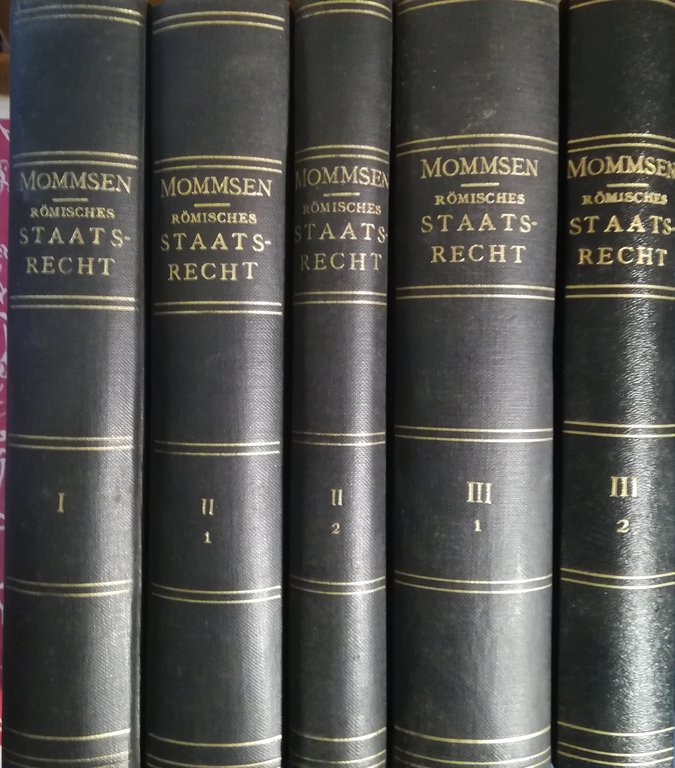 MOMMSEN
RÖMISCHES
STAATS-
RECHT
I
MOMMSEN
RÖMISCHES
STAATS-
RECHT
II
1
MOMMSEN
RÖMISCHES
STAATS-
RECHT
II
2
MOMMSEN
RÖMISCHES
STAATS-
RECHT
III
1
MOMMSEN
RÖMISCHES
STAATS-
RECHT
III
2